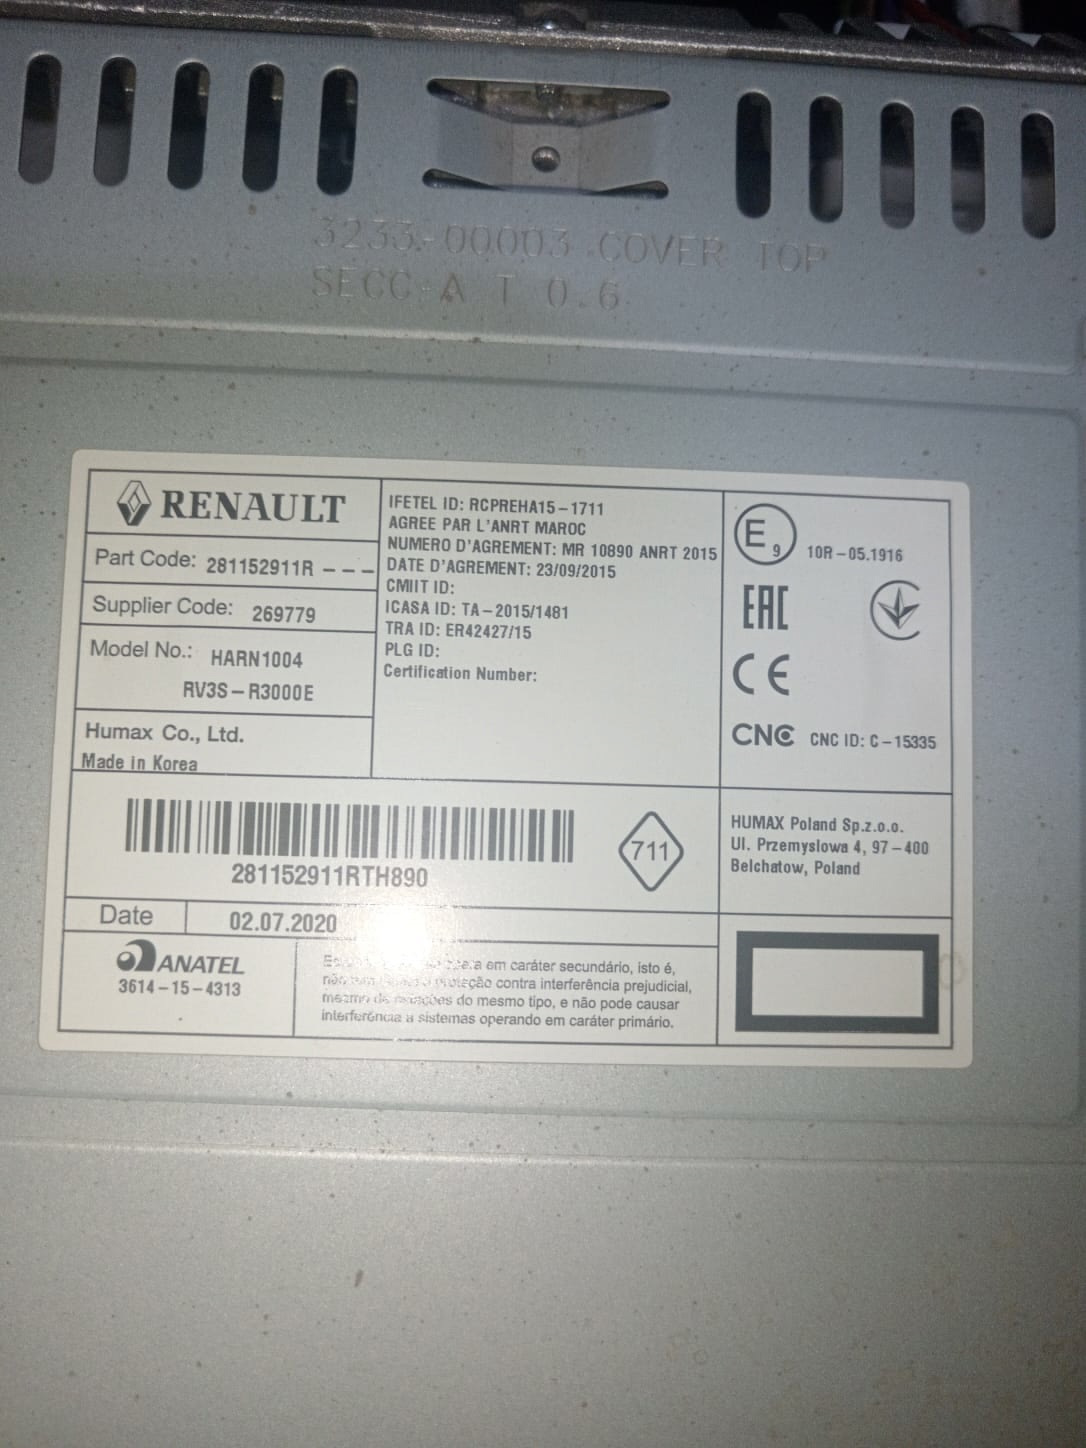 3233-00003 COVER TOP
SECC-A T 0.6
RENAULT
Part Code: 281152911R - - -
Supplier Code: 269779
Model No.: HARN1004
RV3S-R3000E
Humax Co., Ltd.
Made in Korea
IFETEL ID: RCPREHA15-1711
AGREE PAR L'ANRT MAROC
NUMERO D'AGREMENT: MR 10890 ANRT 2015
DATE D'AGREMENT: 23/09/2015
CMIIT ID:
ICASA ID: TA-2015/1481
TRA ID: ER42427/15
PLG ID:
Certification Number:
E9 10R-05.1916
EAC
CE
CNC CNC ID: C-15335
281152911RTH890
711
HUMAX Poland Sp.z.o.o.
Ul. Przemyslowa 4, 97-400
Belchatow, Poland
Date 02.07.2020
ANATEL
3614-15-4313
em caráter secundário, isto é,
contra interferência prejudicial,
mesmo de do mesmo tipo, e não pode causar
interferência a sistemas operando em caráter primário.